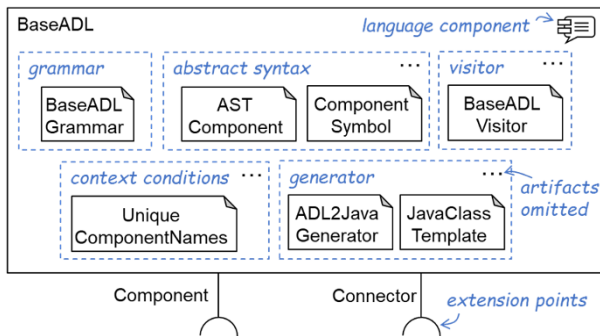 BaseADL
language component
grammar
abstract syntax
...
visitor
...
BaseADL
Grammar
AST
Component
Component
Symbol
BaseADL
Visitor
context conditions
...
generator
...
Unique
ComponentNames
ADL2Java
Generator
JavaClass
Template
artifacts
omitted
Component
Connector
extension points